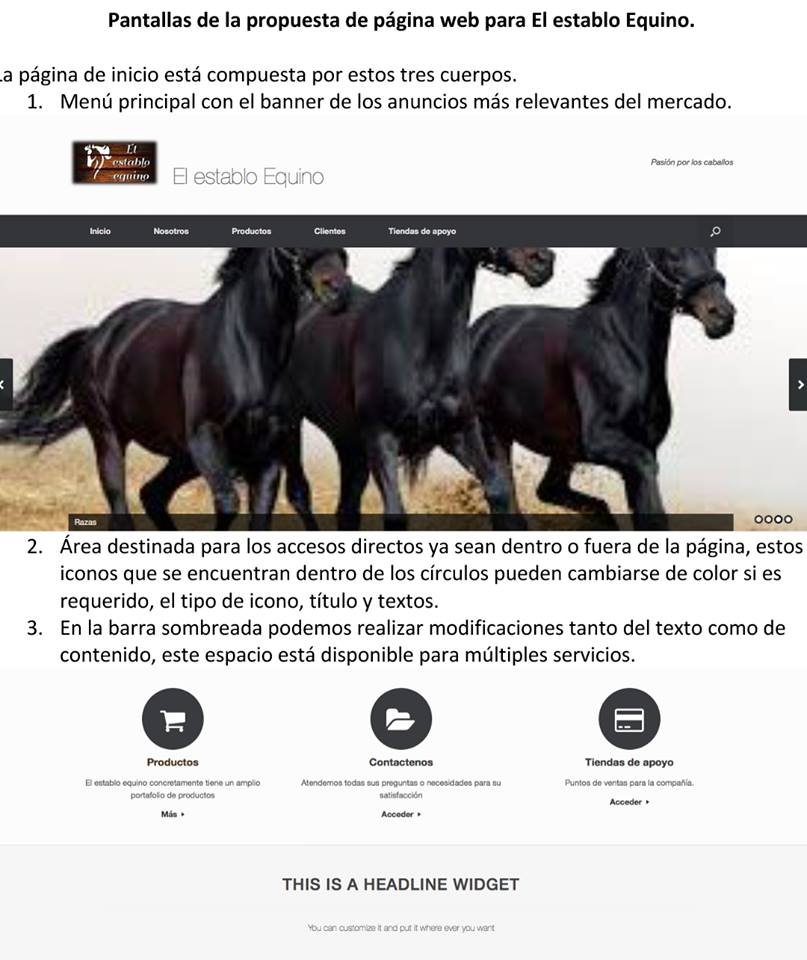 Pantallas de la propuesta de página web para El establo Equino.
La página de inicio está compuesta por estos tres cuerpos.
1. Menú principal con el banner de los anuncios más relevantes del mercado.
El
establo
equino
El establo Equino
Pasión por los caballos
Inicio Nosotros Productos Clientes Tiendas de apoyo
Razas
2. Área destinada para los accesos directos ya sean dentro o fuera de la página, estos
iconos que se encuentran dentro de los círculos pueden cambiarse de color si es
requerido, el tipo de icono, título y textos.
3. En la barra sombreada podemos realizar modificaciones tanto del texto como de
contenido, este espacio está disponible para múltiples servicios.
Productos
El establo equino concretamente tiene un amplio
portafolio de productos
Más
Contactenos
Atendemos todas sus preguntas o necesidades para su
satisfacción
Acceder
Tiendas de apoyo
Puntos de ventas para la compañía.
Acceder
THIS IS A HEADLINE WIDGET
You can customize it and put it where ever you want